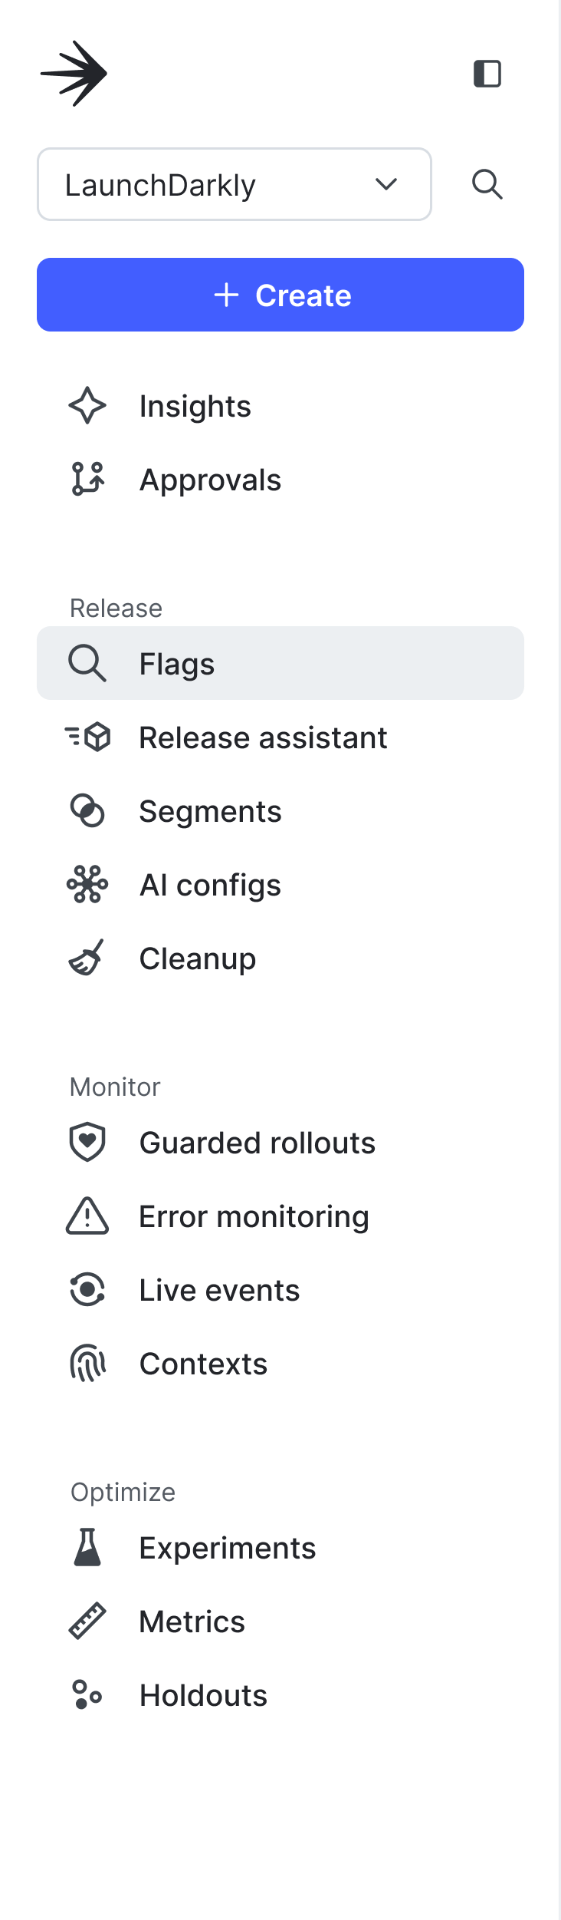 LaunchDarkly
Create
Insights
Approvals
Release
Flags
Release assistant
Segments
AI configs
Cleanup
Monitor
Guarded rollouts
Error monitoring
Live events
Contexts
Optimize
Experiments
Metrics
Holdouts